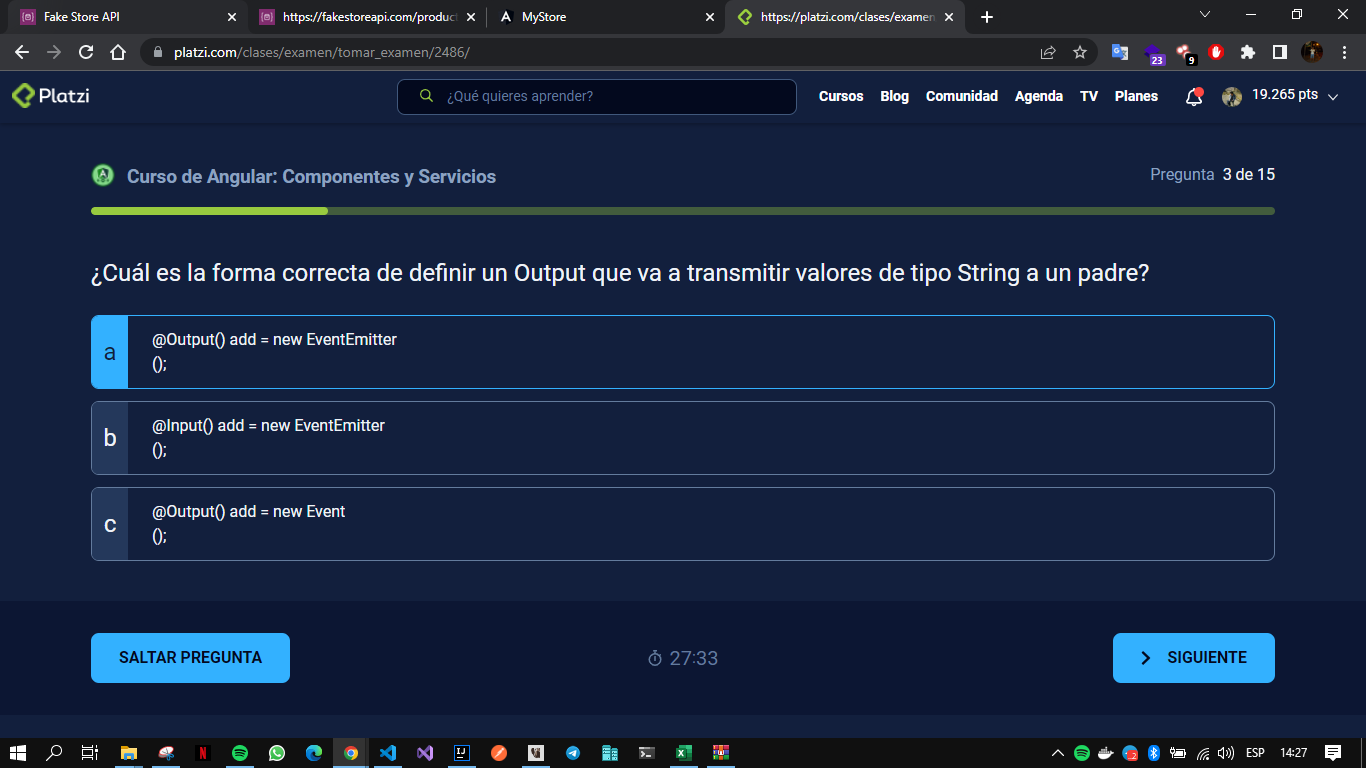 Fake Store API
https://fakestoreapi.com/product
MyStore
https://platzi.com/clases/examen
platzi.com/clases/examen/tomar_examen/2486/
23
9
Platzi
¿Qué quieres aprender?
Cursos
Blog
Comunidad
Agenda
TV
Planes
19.265 pts
Curso de Angular: Componentes y Servicios
Pregunta 3 de 15
¿Cuál es la forma correcta de definir un Output que va a transmitir valores de tipo String a un padre?
a
@Output() add = new EventEmitter
();
b
@Input() add = new EventEmitter
();
c
@Output() add = new Event
();
SALTAR PREGUNTA
27:33
SIGUIENTE
ESP
14:27